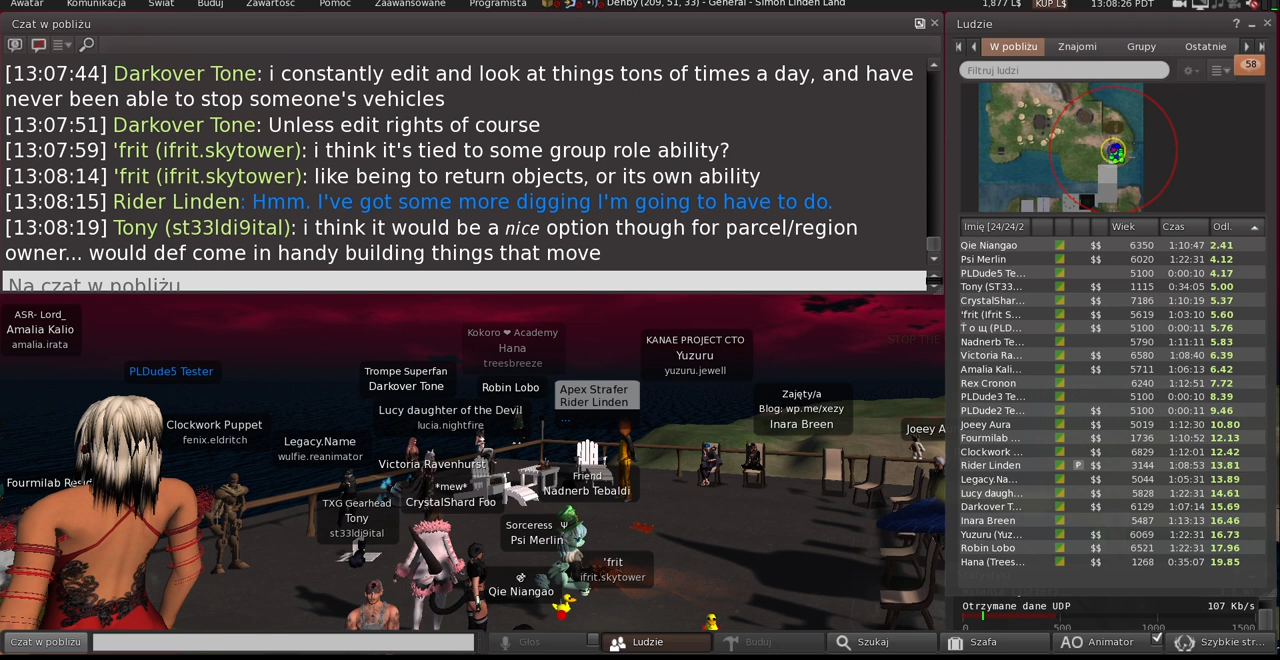 Awatar Komunikacja Świat Buduj Zawartość Pomoc Zaawansowane Programista Denby (209, 51, 33) - General - Simon Linden Land 1,877 L$ KUP L$ 13:08:26 PDT
Czat w pobliżu
[13:07:44] Darkover Tone: i constantly edit and look at things tons of times a day, and have
never been able to stop someone's vehicles
[13:07:51] Darkover Tone: Unless edit rights of course
[13:07:59] 'frit (ifrit.skytower): i think it's tied to some group role ability?
[13:08:14] 'frit (ifrit.skytower): like being to return objects, or its own ability
[13:08:15] Rider Linden: Hmm. I've got some more digging I'm going to have to do.
[13:08:19] Tony (st33ldi9ital): i think it would be a nice option though for parcel/region
owner... would def come in handy building things that move
Na czat w pobliżu
ASR- Lord_
Amalia Kalio
amalia.irata
PLDude5 Tester
Clockwork Puppet
fenix.eldritch
Legacy.Name
wulfie.reanimator
Fourmilab Resid
Trompe Superfan
Darkover Tone
Lucy daughter of the Devil
lucia.nightfire
Kokoro ❤ Academy
Hana
treesbreeze
Robin Lobo
Apex Strafer
Rider Linden
...
KANAE PROJECT CTO
Yuzuru
yuzuru.jewell
STOP THE
Zajęty/a
Blog: wp.me/xezy
Inara Breen
Joeey A
Victoria Ravenhurst
*mew*
CrystalShard Foo
TXG Gearhead
Tony
st33ldi9ital
Friend
Nadnerb Tebaldi
Sorceress Ψ
Psi Merlin
'frit
ifrit.skytower
Qie Niangao
Ludzie
W pobliżu Znajomi Grupy Ostatnie
Filtruj ludzi
58
Imię [24/24/2 Wiek Czas Odl.
Qie Niangao $$ 6350 1:10:47 2.41
Psi Merlin $$ 6020 1:22:31 4.12
PLDude5 Te... 5100 0:00:10 4.17
Tony (ST33... $$ 1115 0:34:05 5.00
CrystalShar... $$ 7186 1:10:19 5.37
'frit (Ifrit S... $$ 5619 1:03:10 5.60
(PLD... $$ 5100 0:00:11 5.76
Nadnerb Te... 5790 1:11:11 5.83
Victoria Ra... $$ 6580 1:08:40 6.39
Amalia Kali... $$ 5711 1:06:13 6.42
Rex Cronon 6240 1:12:51 7.72
PLDude3 Te... 5100 0:00:10 8.39
PLDude2 Te... $$ 5100 0:00:11 9.46
Joeey Aura $$ 5019 1:12:30 10.80
Fourmilab ... $$ 1736 1:10:52 12.13
Clockwork ... $$ 6829 1:12:01 12.42
Rider Linden P $$ 3144 1:08:53 13.81
Legacy.Na... $$ 5044 1:05:31 13.89
Lucy daugh... $$ 5828 1:22:31 14.61
Darkover T... $$ 6129 1:07:14 15.69
Inara Breen 5487 1:13:13 16.46
Yuzuru (Yuz... $$ 6069 1:22:31 16.73
Robin Lobo $$ 6521 1:22:31 17.96
Hana (Trees... $$ 1268 0:35:07 19.85
Otrzymane dane UDP 107 Kb/s
0 500 1000 1500
Czat w pobliżu Głos Ludzie Buduj Szukaj Szafa AO Animator Szybkie str...